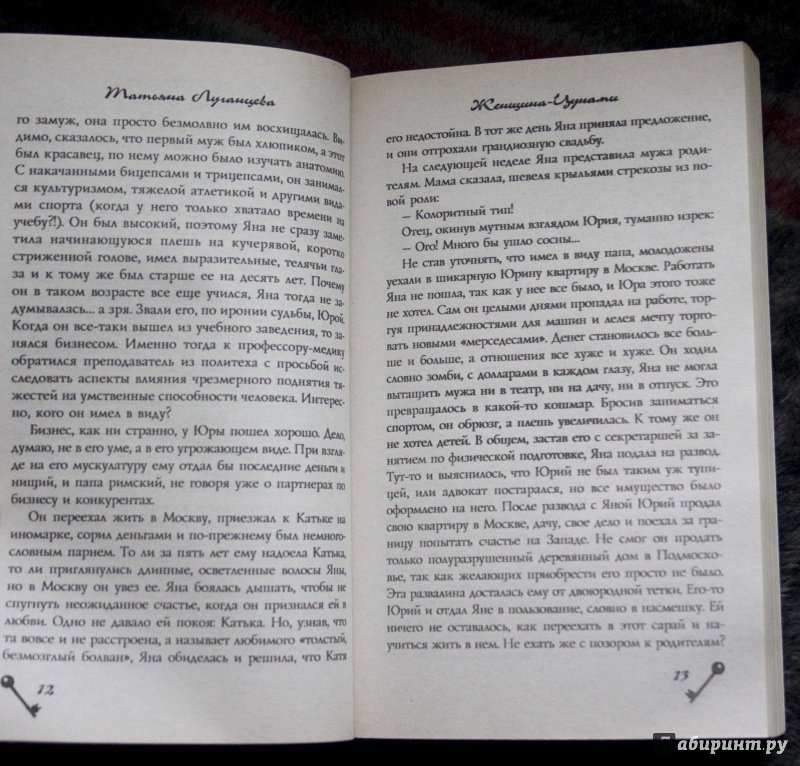 Татьяна Луганцева
го замуж, она просто безмолвно им восхищалась. Ви-
димо, сказалось, что первый муж был хлюпиком, а этот
был красавец, по нему можно было изучать анатомию.
С накачанными бицепсами и трицепсами, он занимал-
ся культуризмом, тяжелой атлетикой и другими вида-
ми спорта (когда у него только хватало времени на
учебу?!). Он был высокий, поэтому Яна не сразу заме-
тила начинающуюся плешь на кучерявой, коротко
стриженной голове, имел выразительные, телячьи гла-
за и к тому же был старше ее на десять лет. Почему
он в таком возрасте все еще учился, Яна тогда не за-
думывалась... а зря. Звали его, по иронии судьбы, Юрой.
Когда он все-таки вышел из учебного заведения, то за-
нялся бизнесом. Именно тогда к профессору-медику
обратился преподаватель из политеха с просьбой ис-
следовать аспекты влияния чрезмерного поднятия тя-
жестей на умственные способности человека. Интерес-
но, кого он имел в виду?
Бизнес, как ни странно, у Юры пошел хорошо. Дело,
думаю, не в его уме, а в его угрожающем виде. При взгля-
де на его мускулатуру ему отдал бы последние деньги и
нищий, и папа римский, не говоря уже о партнерах по
бизнесу и конкурентах.
Он переехал жить в Москву, приезжал к Катьке на
иномарке, сорил деньгами и по-прежнему был немного-
словным парнем. То ли за пять лет ему надоела Катька,
то ли приглянулись длинные, осветленные волосы Яны,
но в Москву он увез ее. Яна боялась дышать, чтобы не
спугнуть неожиданное счастье, когда он признался ей в
любви. Одно не давало ей покоя: Катька. Но, узнав, что
та вовсе и не расстроена, а называет любимого «толстый,
безмозглый болван», Яна обиделась и решила, что Катя
12
Женщина-Цунами
его недостойна. В тот же день Яна приняла предложение,
и они отгрохали грандиозную свадьбу.
На следующей неделе Яна представила мужа роди-
телям. Мама сказала, шевеля крыльями стрекозы из но-
вой роли:
– Колоритный тип!
Отец, окинув мутным взглядом Юрия, туманно изрек:
– Ого! Много бы ушло сосны...
Не став уточнять, что имел в виду папа, молодожены
уехали в шикарную Юрину квартиру в Москве. Работать
Яна не пошла, так как у нее все было, и Юра этого тоже
не хотел. Сам он целыми днями пропадал на работе, тор-
гуя принадлежностями для машин и лелея мечту торго-
вать новыми «мерседесами». Денег становилось все боль-
ше и больше, а отношения все хуже и хуже. Он ходил
словно зомби, с долларами в каждом глазу, Яна не могла
вытащить мужа ни в театр, ни на дачу, ни в отпуск. Это
превращалось в какой-то кошмар. Бросив заниматься
спортом, он обрюзг, а плешь увеличилась. К тому же он
не хотел детей. В общем, застав его с секретаршей за за-
нятием по физической подготовке, Яна подала на развод.
Тут-то и выяснилось, что Юрий не был таким уж тупи-
цей, или адвокат постарался, но все имущество было
оформлено на него. После развода с Яной Юрий продал
свою квартиру в Москве, дачу, свое дело и поехал за гра-
ницу попытать счастье на Западе. Не смог он продать
только полуразрушенный деревянный дом в Подмоско-
вье, так как желающих приобрести его просто не было.
Эта развалина досталась ему от двоюродной тетки. Его-то
Юрий и отдал Яне в пользование, словно в насмешку. Ей
ничего не оставалось, как переехать в этот сарай и на-
учиться жить в нем. Не ехать же с позором к родителям?
13
лабиринт.ру